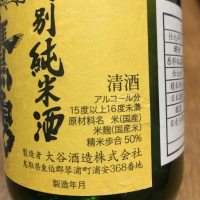 別純米酒
清酒
アルコール分
15度以上16度未満
原材料名 米(国産)
米麹(国産米)
精米歩合 50%
製造者 大谷酒造株式会社
鳥取県東伯郡琴浦町浦安368番地
製造年月